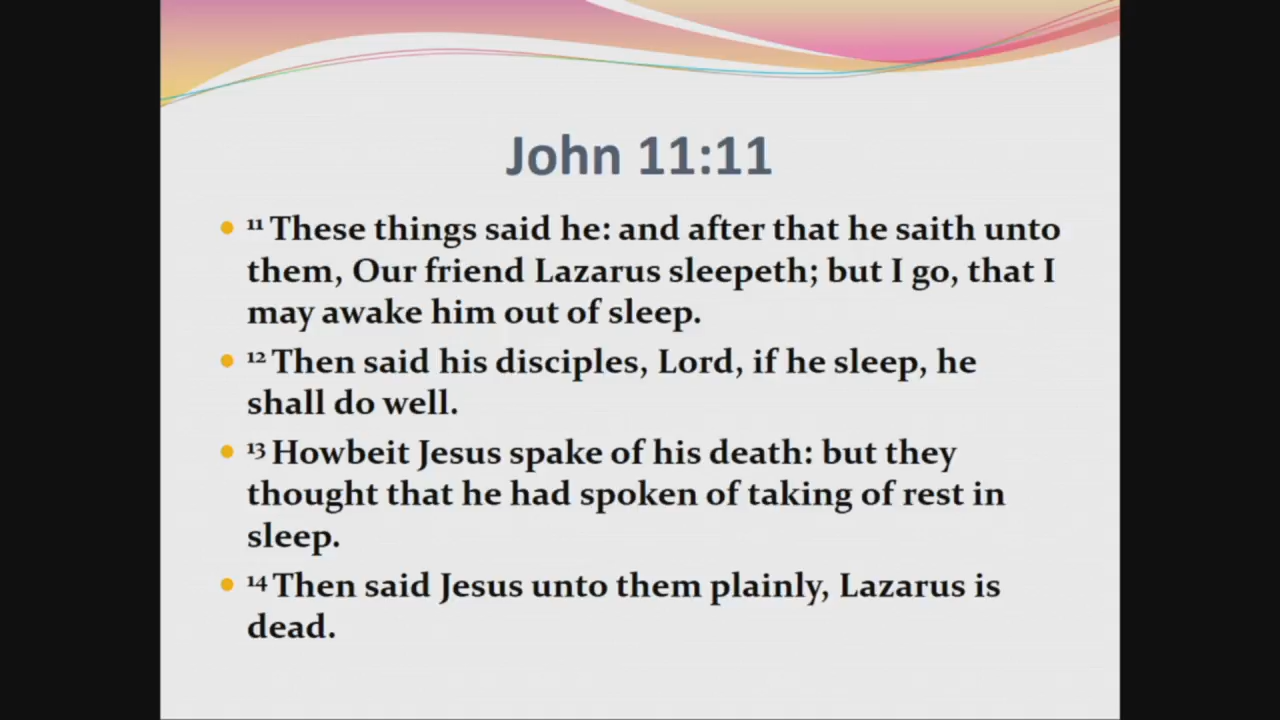 John 11:11
• ¹¹ These things said he: and after that he saith unto
them, Our friend Lazarus sleepeth; but I go, that I
may awake him out of sleep.
• ¹² Then said his disciples, Lord, if he sleep, he
shall do well.
• ¹³ Howbeit Jesus spake of his death: but they
thought that he had spoken of taking of rest in
sleep.
• ¹⁴ Then said Jesus unto them plainly, Lazarus is
dead.